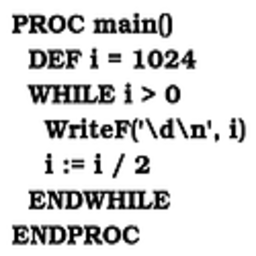 PROC main()
DEF i = 1024
WHILE i > 0
WriteF('\d\n', i)
i := i / 2
ENDWHILE
ENDPROC